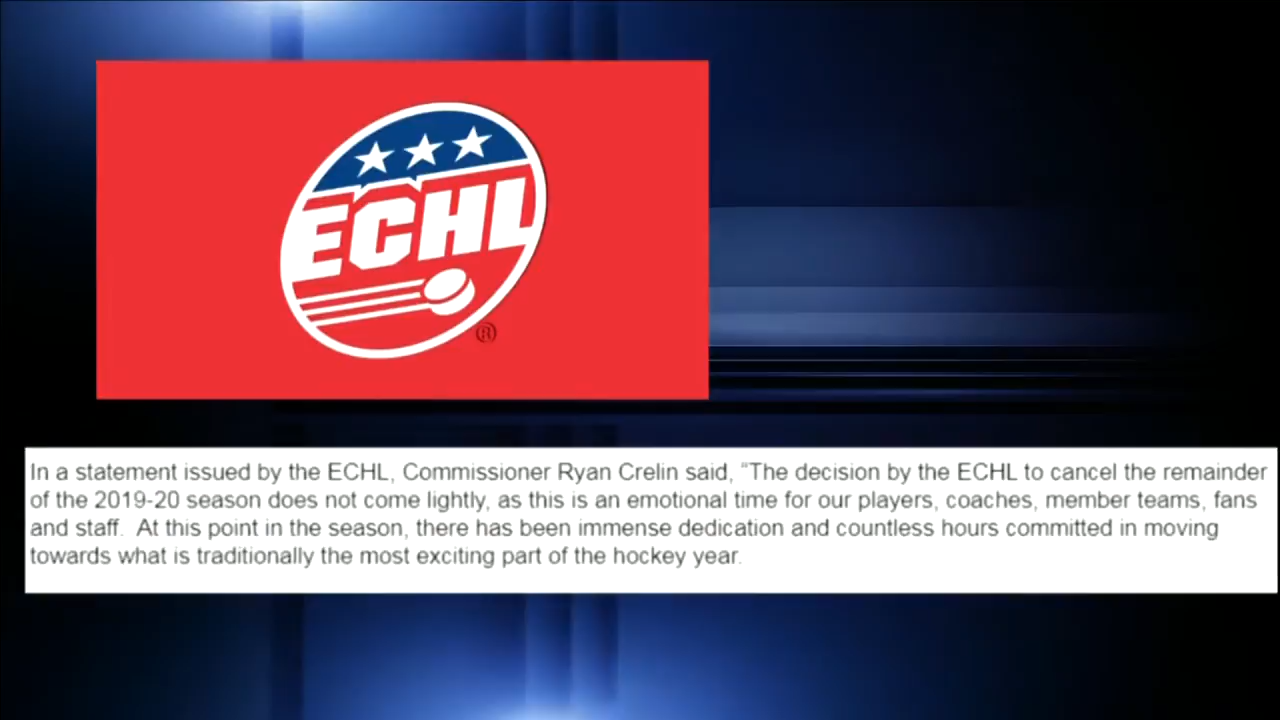 ECHL
®
In a statement issued by the ECHL, Commissioner Ryan Crelin said, “The decision by the ECHL to cancel the remainder
of the 2019-20 season does not come lightly, as this is an emotional time for our players, coaches, member teams, fans
and staff.  At this point in the season, there has been immense dedication and countless hours committed in moving
towards what is traditionally the most exciting part of the hockey year.